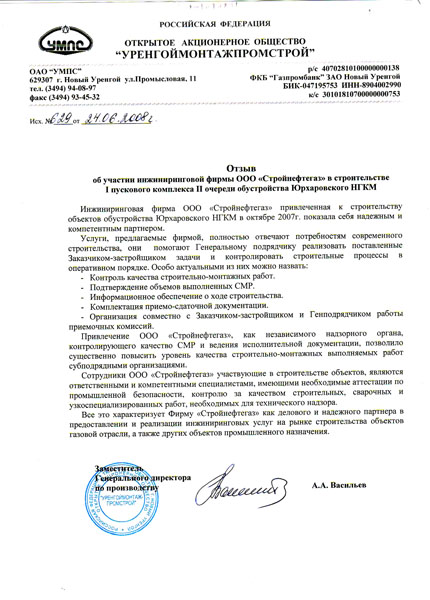 РОССИЙСКАЯ ФЕДЕРАЦИЯ
УМПС
ОТКРЫТОЕ АКЦИОНЕРНОЕ ОБЩЕСТВО
“УРЕНГОЙМОНТАЖПРОМСТРОЙ”
ОАО “УМПС”
629307 г. Новый Уренгой ул.Промысловая. 11
тел. (3494) 94-08-97
факс (3494) 93-45-32
р/с 40702810100000000138
ФКБ “Газпромбанк” ЗАО Новый Уренгой
БИК-047195753 ИНН-8904002990
к/с 30101810700000000753
Исх. № 629 от 24.06.2008г.
Отзыв
об участии инжиниринговой фирмы ООО «Стройнефтегаз» в строительстве
I пускового комплекса II очереди обустройства Юрхаровского НГКМ
Инжиниринговая фирма ООО «Стройнефтегаз» привлеченная к строительству
объектов обустройства Юрхаровского НГКМ в октябре 2007г. показала себя надежным и
компетентным партнером.
Услуги, предлагаемые фирмой, полностью отвечают потребностям современного
строительства, они помогают Генеральному подрядчику реализовать поставленные
Заказчиком-застройщиком задачи и контролировать строительные процессы в
оперативном порядке. Особо актуальными из них можно назвать:
- Контроль качества строительно-монтажных работ.
- Подтверждение объемов выполненных СМР.
- Информационное обеспечение о ходе строительства.
- Комплектация приемо-сдаточной документации.
- Организация совместно с Заказчиком-застройщиком и Генподрядчиком работы
приемочных комиссий.
Привлечение ООО «Стройнефтегаз», как независимого надзорного органа,
контролирующего качество СМР и ведения исполнительной документации, позволило
существенно повысить уровень качества строительно-монтажных выполняемых работ
субподрядными организациями.
Сотрудники ООО «Стройнефтегаз» участвующие в строительстве объектов, являются
ответственными и компетентными специалистами, имеющими необходимые аттестации по
промышленной безопасности, контролю за качеством строительных, сварочных и
узкоспециализированных работ, необходимых для технического надзора.
Все это характеризует Фирму «Стройнефтегаз» как делового и надежного партнера в
предоставлении и реализации инжиниринговых услуг на рынке строительства объектов
газовой отрасли, а также других объектов промышленного назначения.
Заместитель
Генерального директора
по производству
А.А. Васильев
"УРЕНГОЙМОНТАЖ-
ПРОМСТРОЙ"